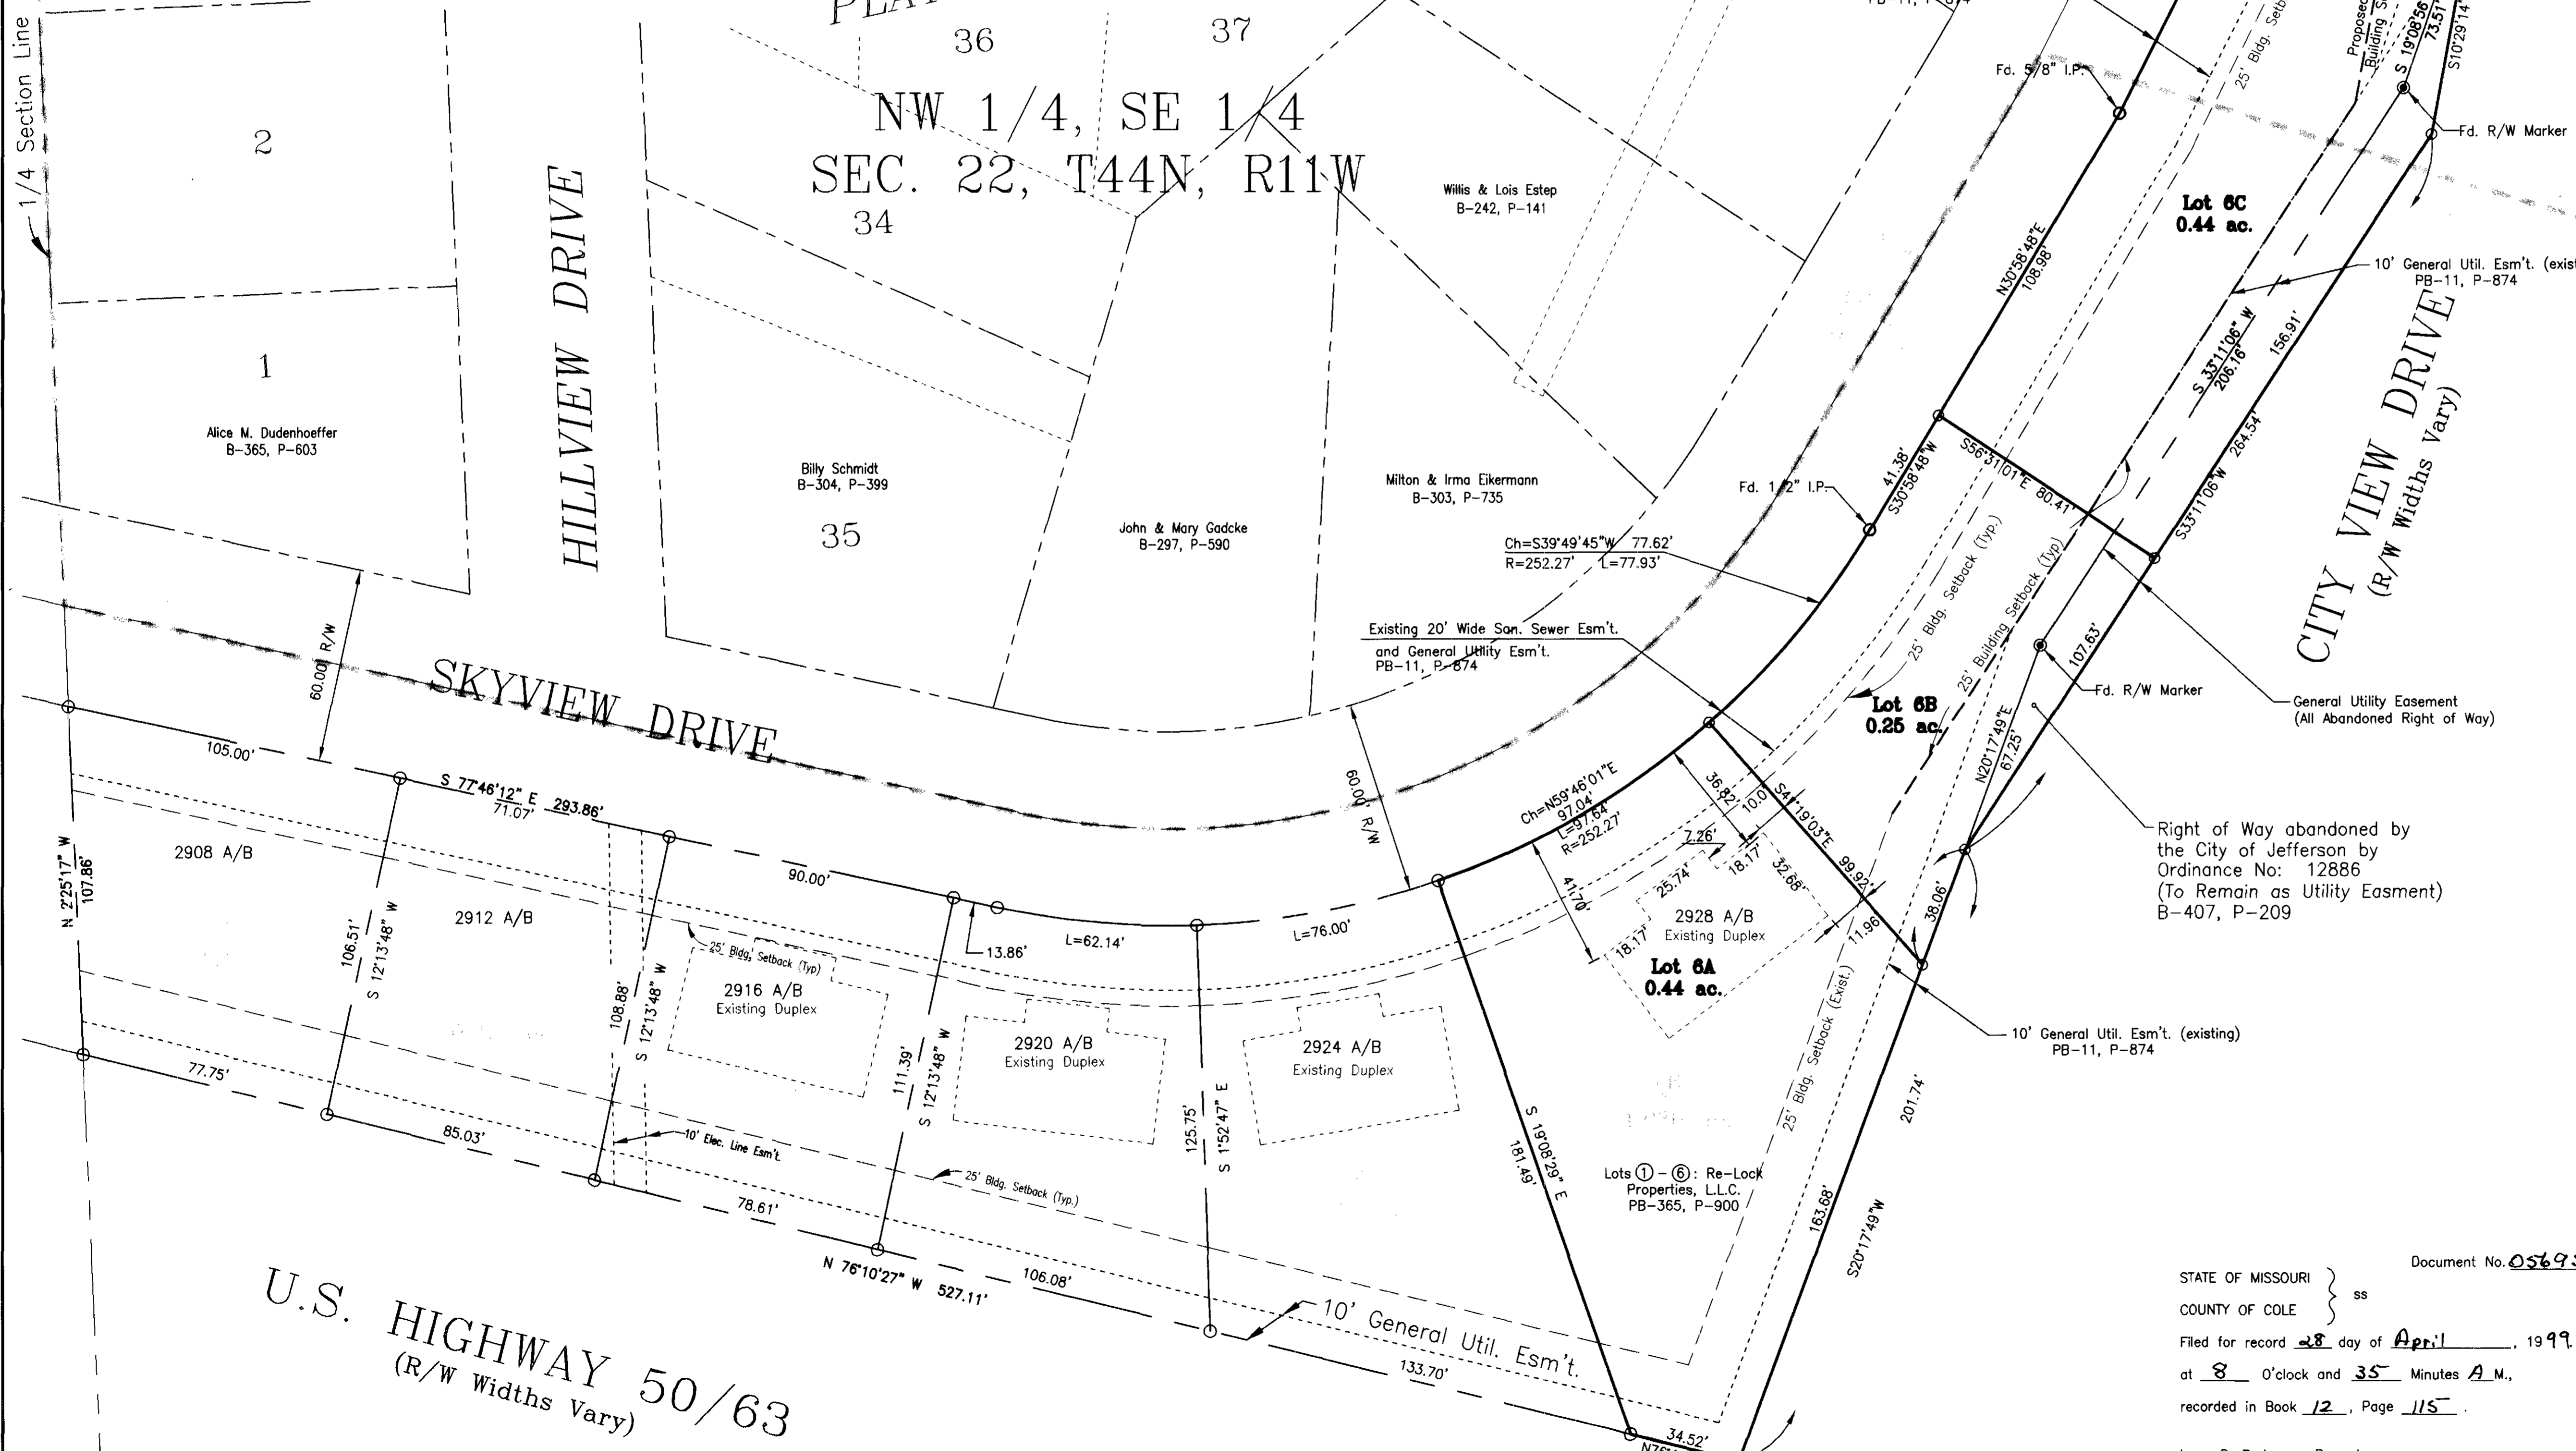 1/4 Section Line
2
1
Alice M. Dudenhoeffer
B-365, P-603
HILLVIEW DRIVE
36
37
NW 1/4, SE 1/4
SEC. 22, T44N, R11W
34
Billy Schmidt
B-304, P-399
35
John & Mary Gadcke
B-297, P-590
Milton & Irma Eikermann
B-303, P-735
Willis & Lois Estep
B-242, P-141
Fd. 5/8" I.P.
25' Bldg.
Proposed
Building
S 19°08'56
73.51'
S10°29'14"
Fd. R/W Marker
Lot 6C
0.44 ac.
N30°58'48"E
108.98'
10' General Util. Esm't.
PB-11, P-874
S 33°11'06" W
206.16'
156.91'
CITY VIEW DRIVE
(R/W Widths Vary)
Fd. 1/2" I.P.
41.38'
S30°58'48"W
S56°31'01"E 80.41'
S33°11'06"W 264.54'
Ch=S39°49'45"W 77.62'
R=252.27' L=77.93'
Existing 20' Wide San. Sewer Esm't.
and General Utility Esm't.
PB-11, P-874
25' Bldg. Setback (Typ.)
25' Building Setback (Typ)
107.63'
Fd. R/W Marker
General Utility Easement
(All Abandoned Right of Way)
Lot 6B
0.25 ac.
N20°17'49"E
67.25'
60.00' R/W
SKYVIEW DRIVE
105.00'
S 77°46'12" E 293.86'
71.07'
90.00'
13.86'
L=62.14'
L=76.00'
60.00' R/W
Ch=N59°46'01"E
97.04'
L=97.64'
R=252.27'
36.82'
10.0'
S41°19'03"E 99.92'
7.26'
18.17'
32.68'
25.74'
41.70'
18.17'
11.96'
38.06'
2928 A/B
Existing Duplex
Lot 6A
0.44 ac.
Right of Way abandoned by
the City of Jefferson by
Ordinance No: 12886
(To Remain as Utility Easment)
B-407, P-209
10' General Util. Esm't. (existing)
PB-11, P-874
N 2°25'17" W
107.86'
2908 A/B
106.51'
S 12°13'48" W
2912 A/B
108.88'
S 12°13'48" W
25' Bldg. Setback (Typ)
2916 A/B
Existing Duplex
111.39'
S 12°13'48" W
2920 A/B
Existing Duplex
125.75'
S 1°52'47" E
2924 A/B
Existing Duplex
S 19°08'29" E
181.49'
25' Bldg. Setback (Exist.)
201.74'
163.68'
S20°17'49"W
Lots ① - ⑥: Re-Lock
Properties, L.L.C.
PB-365, P-900
77.75'
85.03'
10' Elec. Line Esm't.
78.61'
25' Bldg. Setback (Typ.)
N 76°10'27" W 527.11'
106.08'
10' General Util. Esm't.
133.70'
34.52'
U.S. HIGHWAY 50/63
(R/W Widths Vary)
Document No. 05693
STATE OF MISSOURI
ss
COUNTY OF COLE
Filed for record 28 day of April, 1999.
at 8 O'clock and 35 Minutes A M.,
recorded in Book 12, Page 115.